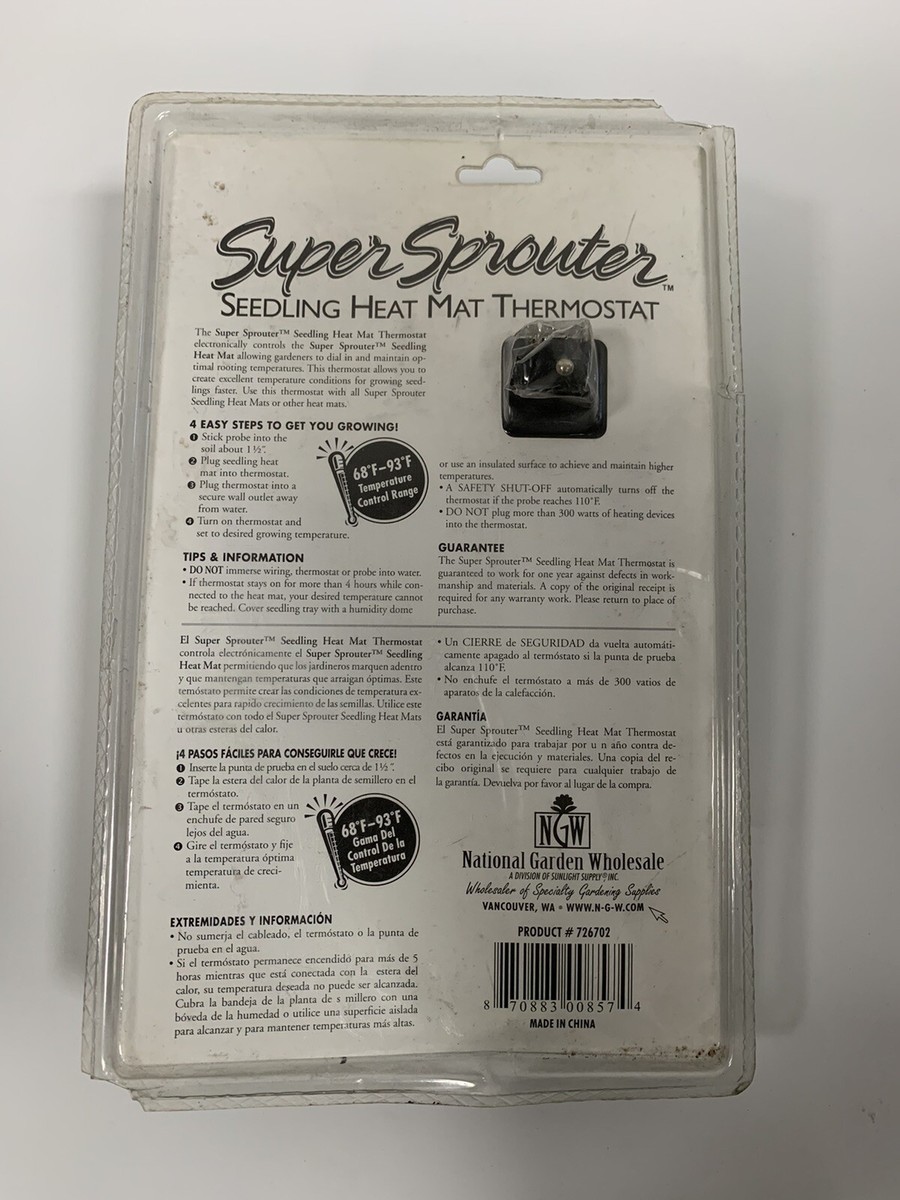 Super Sprouter™
SEEDLING HEAT MAT THERMOSTAT
The Super Sprouter™ Seedling Heat Mat Thermostat
electronically controls the Super Sprouter™ Seedling
Heat Mat allowing gardeners to dial in and maintain op-
timal rooting temperatures. This thermostat allows you to
create excellent temperature conditions for growing seed-
lings faster. Use this thermostat with all Super Sprouter
Seedling Heat Mats or other heat mats.
4 EASY STEPS TO GET YOU GROWING!
❶ Stick probe into the
soil about 1 ½".
❷ Plug seedling heat
mat into thermostat.
❸ Plug thermostat into a
secure wall outlet away
from water.
❹ Turn on thermostat and
set to desired growing temperature.
68°F–93°F
Temperature
Control Range
TIPS & INFORMATION
• DO NOT immerse wiring, thermostat or probe into water.
• If thermostat stays on for more than 4 hours while con-
nected to the heat mat, your desired temperature cannot
be reached. Cover seedling tray with a humidity dome
or use an insulated surface to achieve and maintain higher
temperatures.
• A SAFETY SHUT-OFF automatically turns off the
thermostat if the probe reaches 110°F.
• DO NOT plug more than 300 watts of heating devices
into the thermostat.
GUARANTEE
The Super Sprouter™ Seedling Heat Mat Thermostat is
guaranteed to work for one year against defects in work-
manship and materials. A copy of the original receipt is
required for any warranty work. Please return to place of
purchase.
El Super Sprouter™ Seedling Heat Mat Thermostat
controla electrónicamente el Super Sprouter™ Seedling
Heat Mat permitiendo que los jardineros marquen adentro
y que mantengan temperaturas que arraigan óptimas. Este
temóstato permite crear las condiciones de temperatura ex-
celentes para rapido crecimiento de las semillas. Utilice este
termóstato con todo el Super Sprouter Seedling Heat Mats
u otras esteras del calor.
¡4 PASOS FÁCILES PARA CONSEGUIRLE QUE CRECE!
❶ Inserte la punta de prueba en el suelo cerca de 1½ ".
❷ Tape la estera del calor de la planta de semillero en el
termóstato.
❸ Tape el termóstato en un
enchufe de pared seguro
lejos del agua.
❹ Gire el termóstato y fije
a la temperatura óptima
temperatura de creci-
mienta.
68°F–93°F
Gama Del
Control De la
Temperatura
EXTREMIDADES Y INFORMACIÓN
• No sumerja el cableado, el termóstato o la punta de
prueba en el agua.
• Si el termóstato permanece encendido para más de 5
horas mientras que está conectada con la estera del
calor, su temperatura deseada no puede ser alcanzada.
Cubra la bandeja de la planta de s millero con una
bóveda de la humedad o utilice una superficie aislada
para alcanzar y para mantener temperaturas más altas.
• Un CIERRE de SEGURIDAD da vuelta automáti-
camente apagado al termóstato si la punta de prueba
alcanza 110°F.
• No enchufe el termóstato a más de 300 vatios de
aparatos de la calefacción.
GARANTÍA
El Super Sprouter™ Seedling Heat Mat Thermostat
está garantizado para trabajar por u n año contra de-
fectos en la ejecución y materiales. Una copia del re-
cibo original se requiere para cualquier trabajo de
la garantía. Devuelva por favor al lugar de la compra.
NGW
National Garden Wholesale
A DIVISION OF SUNLIGHT SUPPLY® INC.
Wholesaler of Specialty Gardening Supplies
VANCOUVER, WA • WWW.N-G-W.COM
PRODUCT # 726702
8 70883 00857 4
MADE IN CHINA